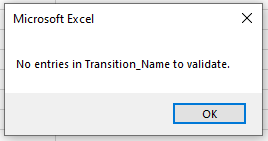 Microsoft Excel
No entries in Transition_Name to validate.
OK